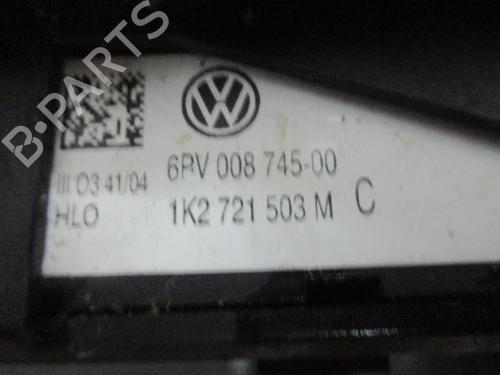 B-PARTS
6PV 008 745-00
III 03 41/04
HLO
1K2 721 503 M C